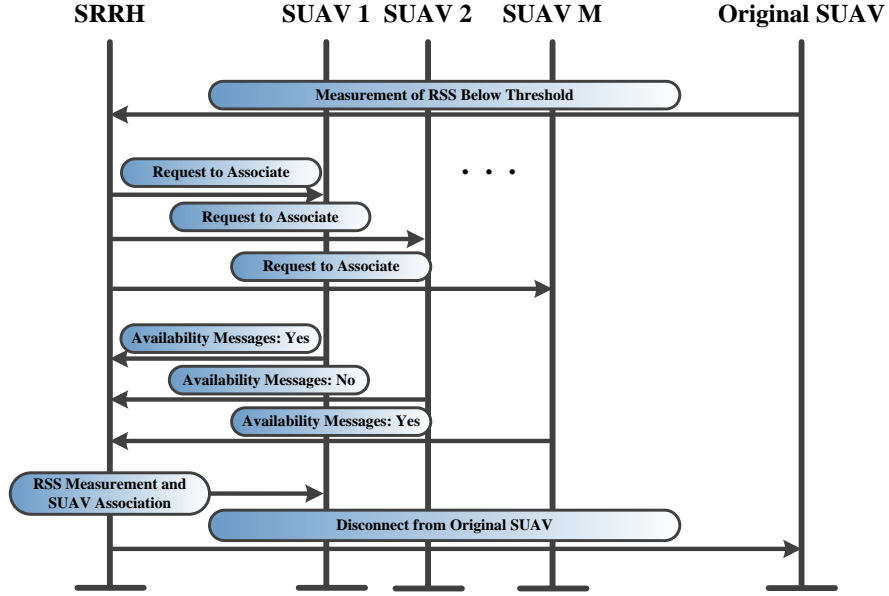 SRRH
SUAV 1
SUAV 2
SUAV M
Original SUAV
Measurement of RSS Below Threshold
Request to Associate
. . .
Request to Associate
Request to Associate
Availability Messages: Yes
Availability Messages: No
Availability Messages: Yes
RSS Measurement and
SUAV Association
Disconnect from Original SUAV